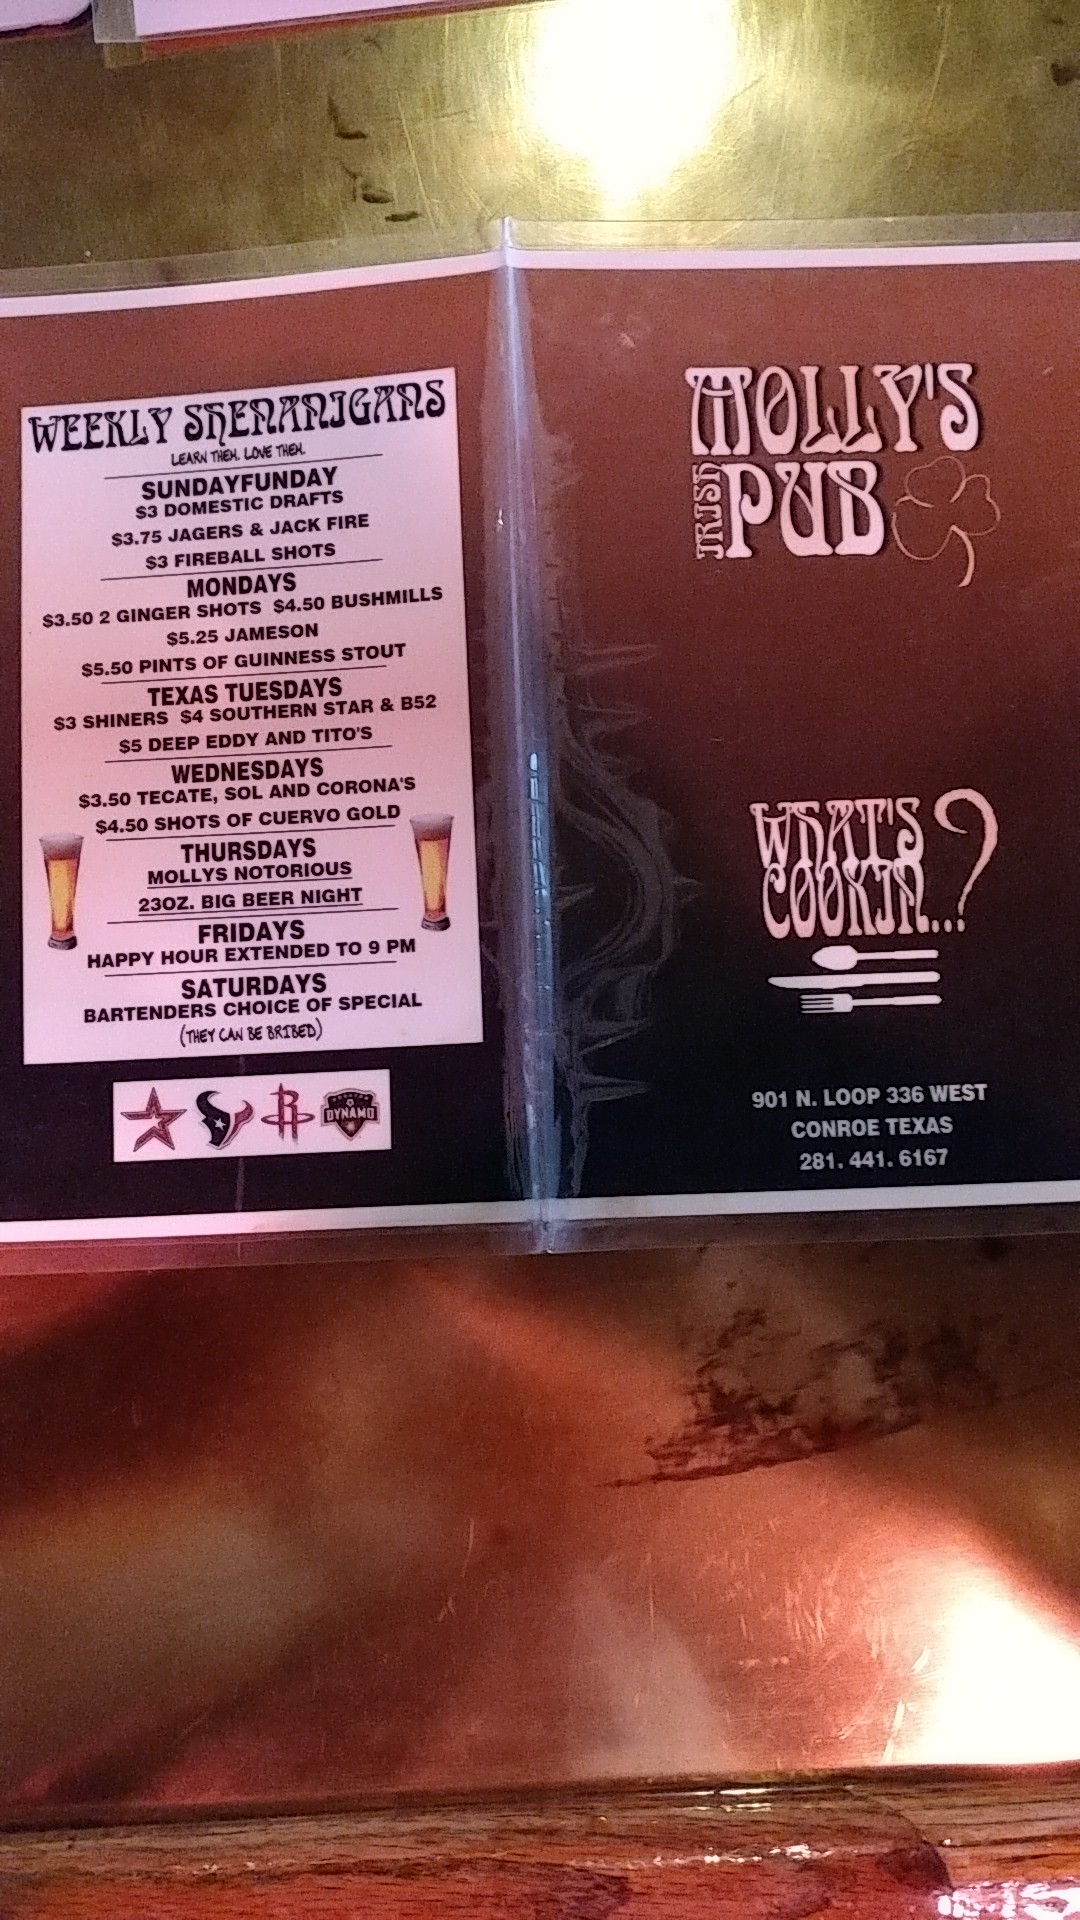 WEEKLY SHENANIGANS
LEARN THEM. LOVE THEM.
SUNDAYFUNDAY
$3 DOMESTIC DRAFTS
$3.75 JAGERS & JACK FIRE
$3 FIREBALL SHOTS
MONDAYS
$3.50 2 GINGER SHOTS $4.50 BUSHMILLS
$5.25 JAMESON
$5.50 PINTS OF GUINNESS STOUT
TEXAS TUESDAYS
$3 SHINERS $4 SOUTHERN STAR & B52
$5 DEEP EDDY AND TITO'S
WEDNESDAYS
$3.50 TECATE, SOL AND CORONA'S
$4.50 SHOTS OF CUERVO GOLD
THURSDAYS
MOLLYS NOTORIOUS
23OZ. BIG BEER NIGHT
FRIDAYS
HAPPY HOUR EXTENDED TO 9 PM
SATURDAYS
BARTENDERS CHOICE OF SPECIAL
(THEY CAN BE BRIBED)
DYNAMO
MOLLY'S
IRISH PUB
WHAT'S
COOKIN..?
901 N. LOOP 336 WEST
CONROE TEXAS
281. 441. 6167